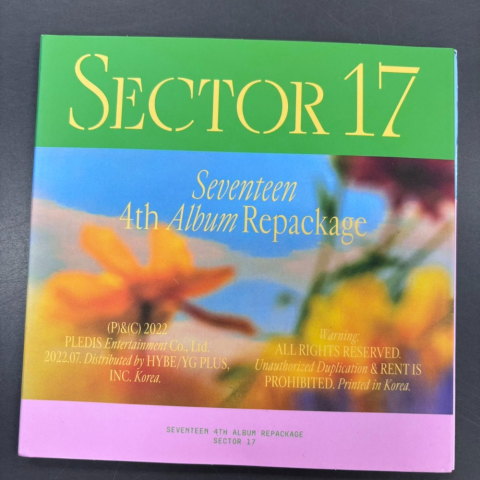 SECTOR 17
Seventeen
4th Album Repackage
(P)&(C) 2022
PLEDIS Entertainment Co., Ltd.
2022.07. Distributed by HYBE/YG PLUS,
INC. Korea.
Warning:
ALL RIGHTS RESERVED.
Unauthorized Duplication & RENT IS
PROHIBITED. Printed in Korea.
SEVENTEEN 4TH ALBUM REPACKAGE
SECTOR 17